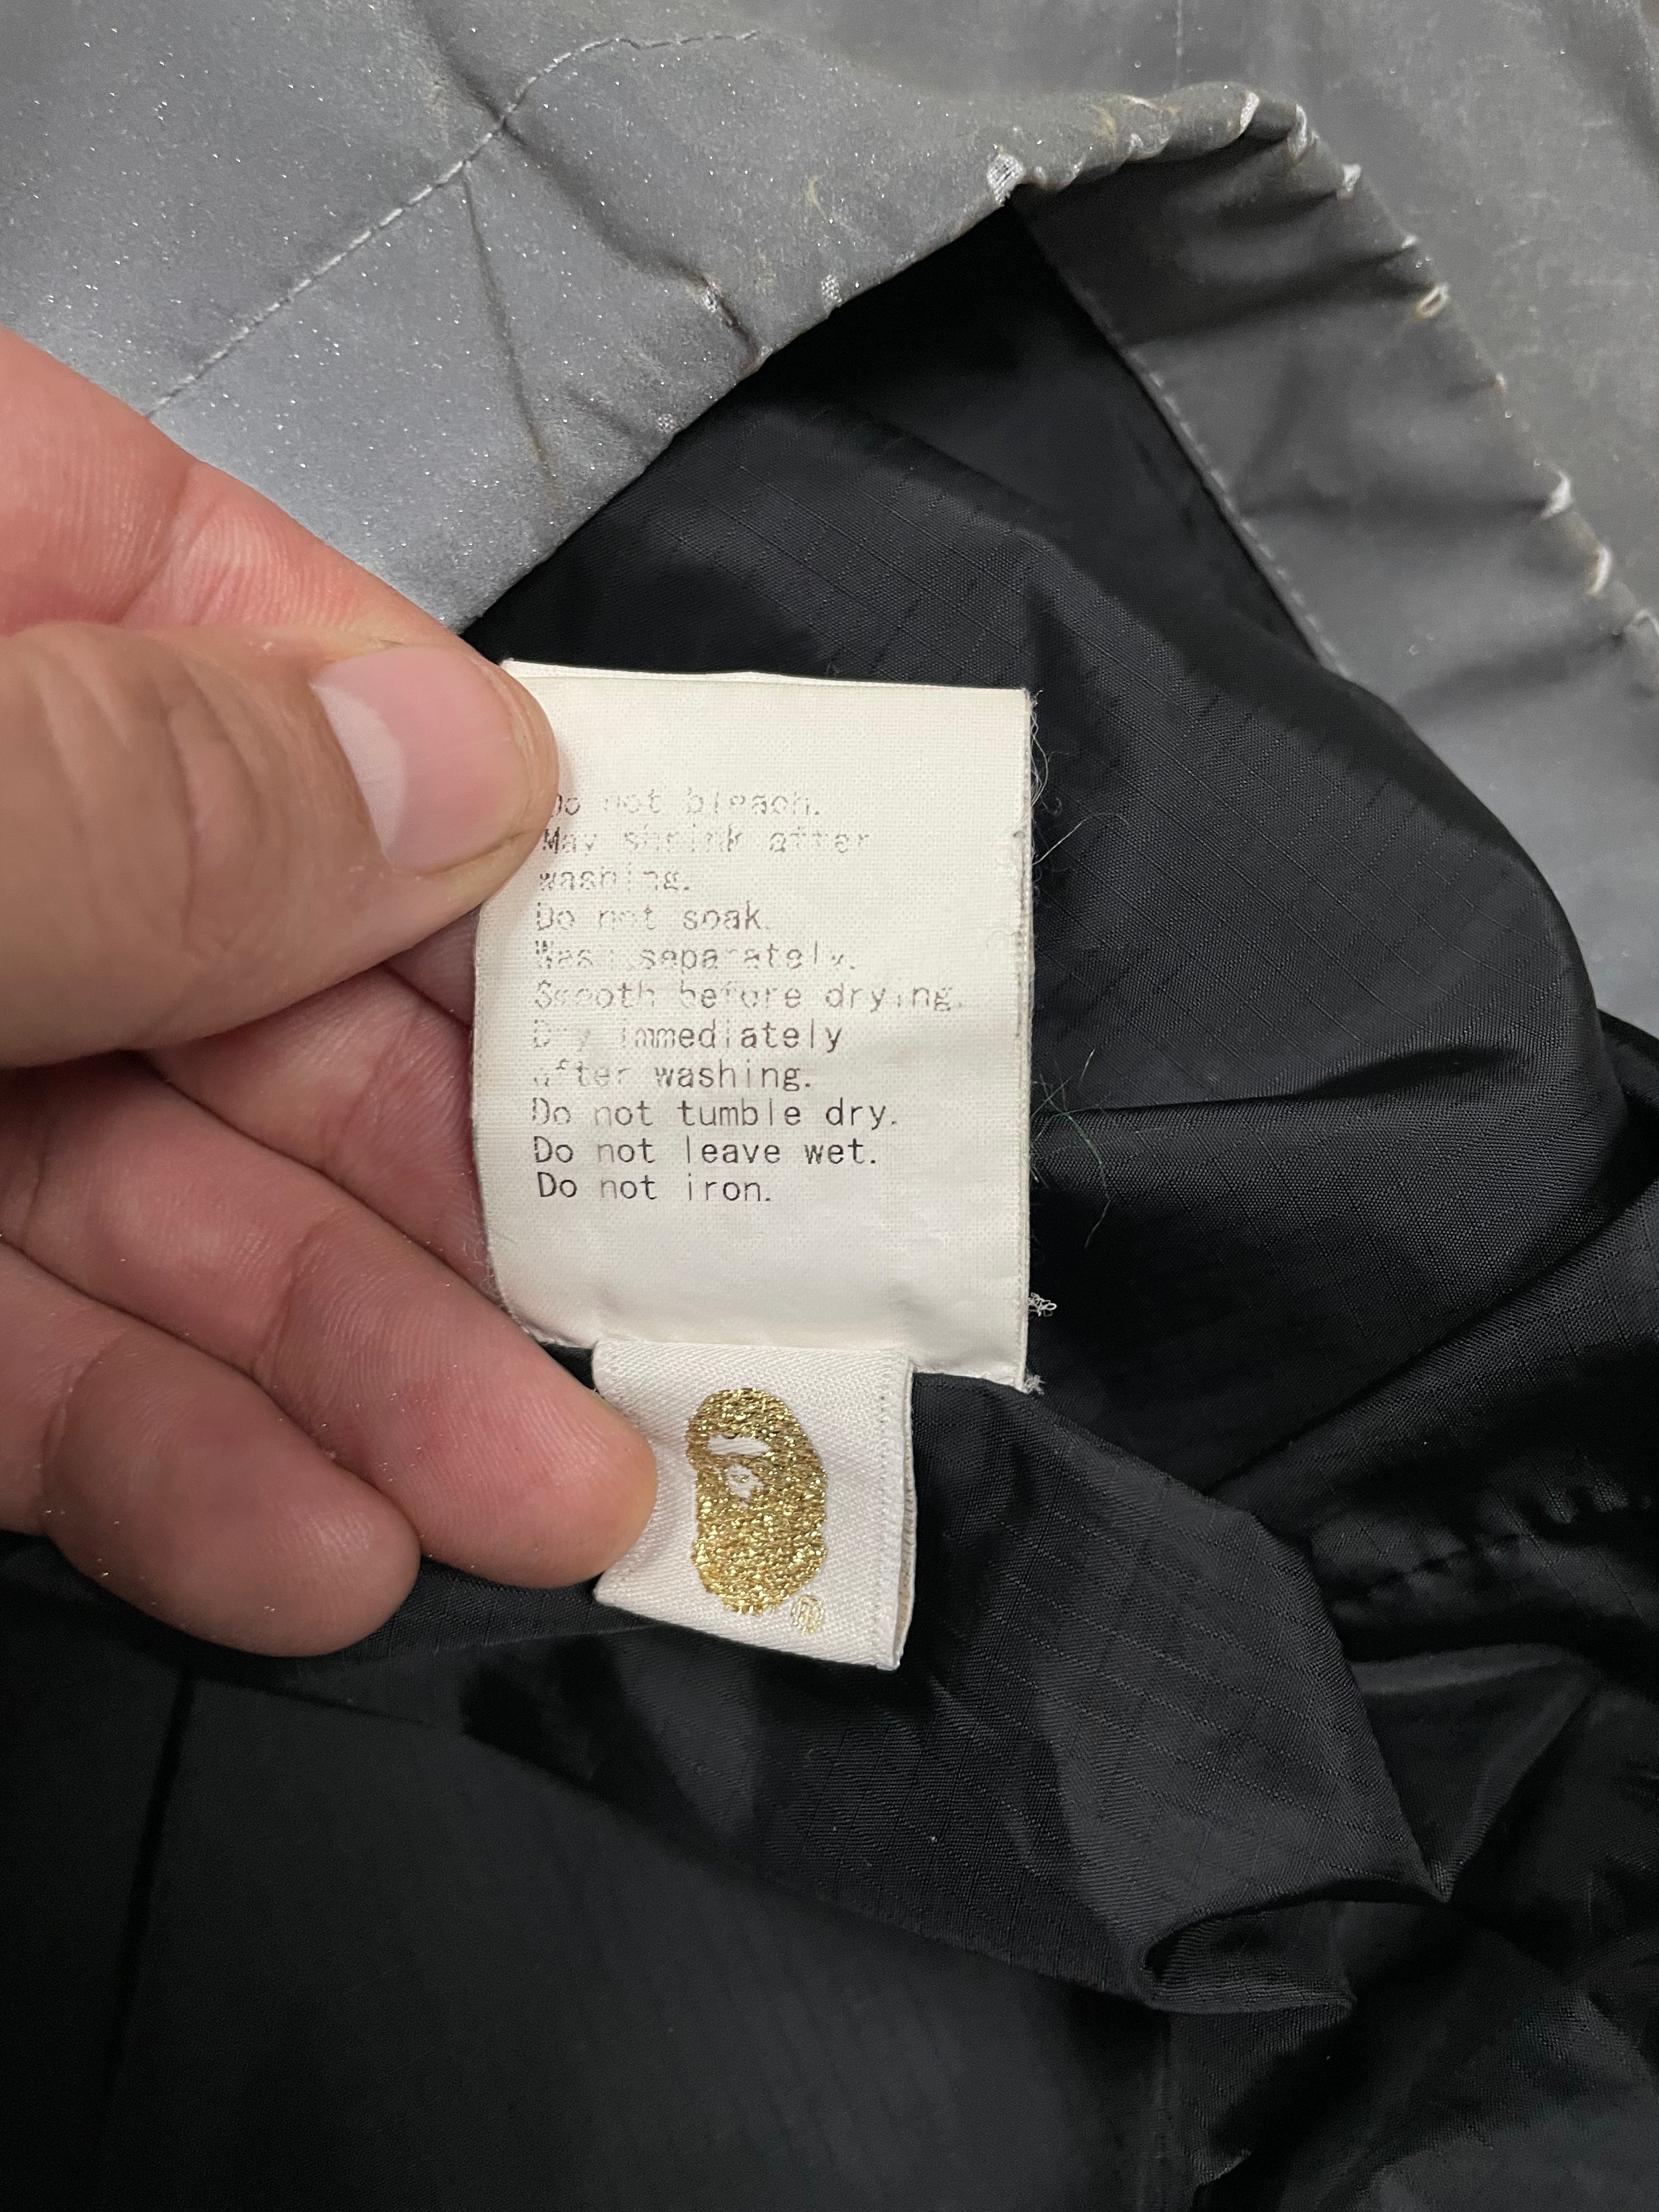 Do not bleach.
May shrink after
washing.
Do not soak.
Wash separately.
Smooth before drying.
Dry immediately
after washing.
Do not tumble dry.
Do not leave wet.
Do not iron.
®